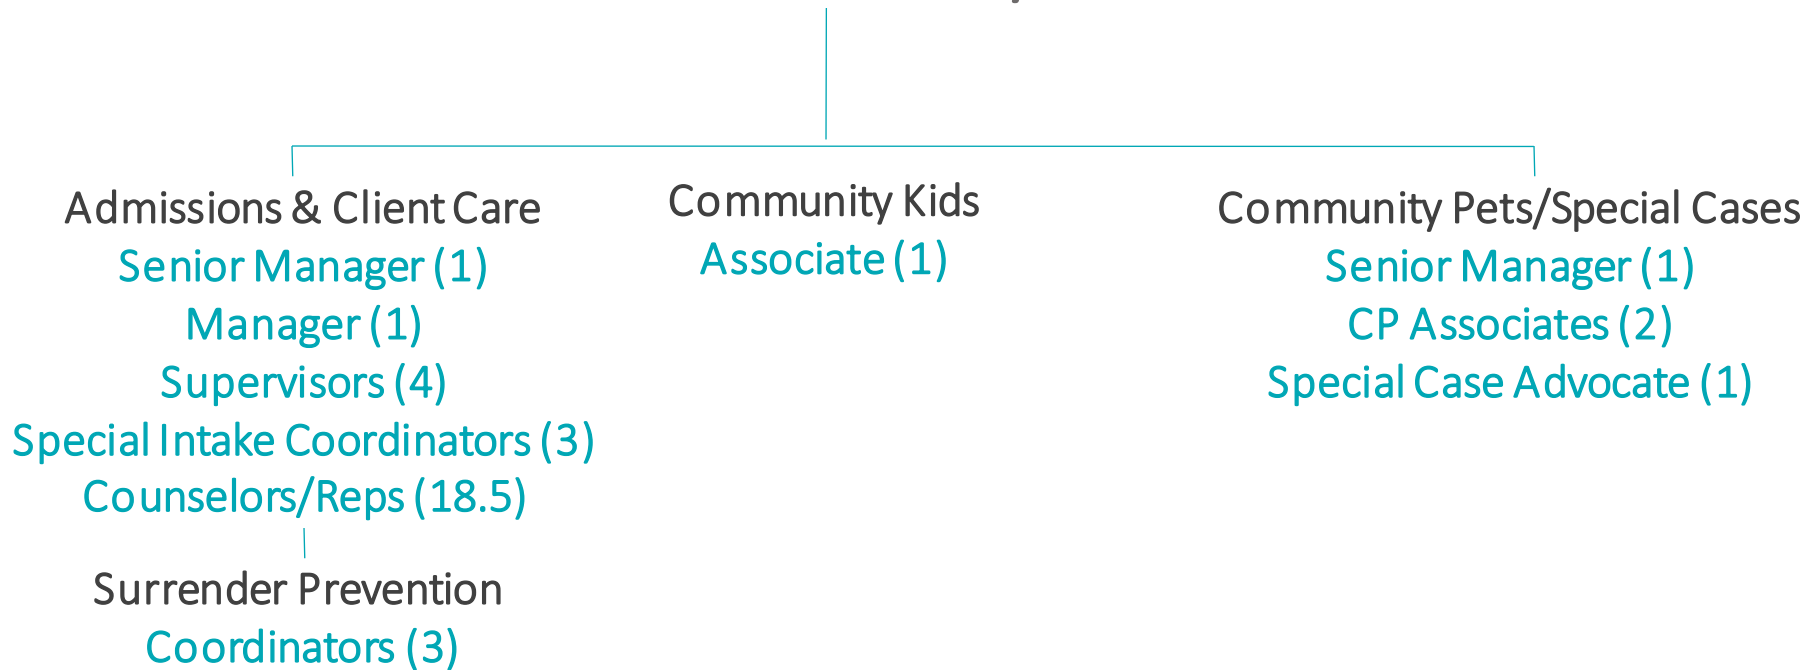 Admissions & Client Care
Senior Manager (1)
Manager (1)
Supervisors (4)
Special Intake Coordinators (3)
Counselors/Reps (18.5)
Surrender Prevention
Coordinators (3)
Community Kids
Associate (1)
Community Pets/Special Cases
Senior Manager (1)
CP Associates (2)
Special Case Advocate (1)